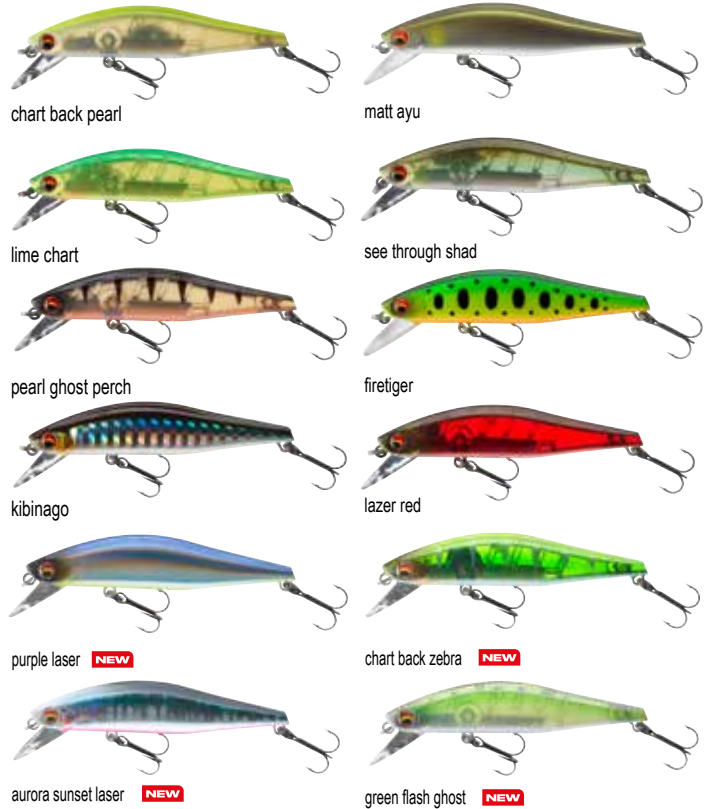 chart back pearl
matt ayu
lime chart
see through shad
pearl ghost perch
firetiger
kibinago
lazer red
purple laser NEW
chart back zebra NEW
aurora sunset laser NEW
green flash ghost NEW